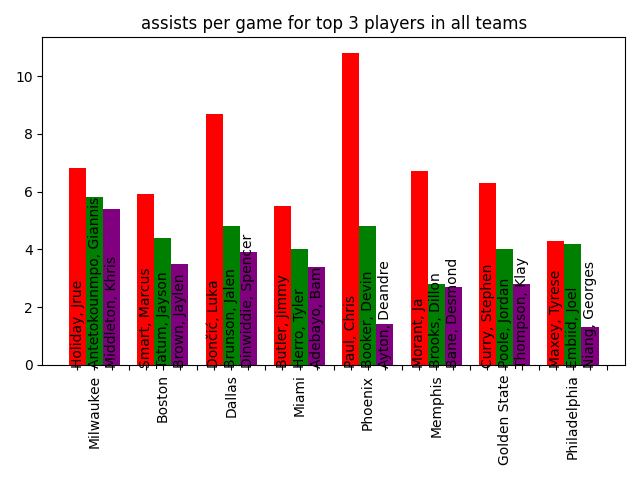 assists per game for top 3 players in all teams
10
8
6
4
2
0
Holiday, Jrue
Antetokounmpo, Giannis
Middleton, Khris
Smart, Marcus
Tatum, Jayson
Brown, Jaylen
Dončić, Luka
Brunson, Jalen
Dinwiddie, Spencer
Butler, Jimmy
Herro, Tyler
Adebayo, Bam
Paul, Chris
Booker, Devin
Ayton, Deandre
Morant, Ja
Brooks, Dillon
Bane, Desmond
Curry, Stephen
Poole, Jordan
Thompson, Klay
Maxey, Tyrese
Embiid, Joel
Niang, Georges
Milwaukee
Boston
Dallas
Miami
Phoenix
Memphis
Golden State
Philadelphia